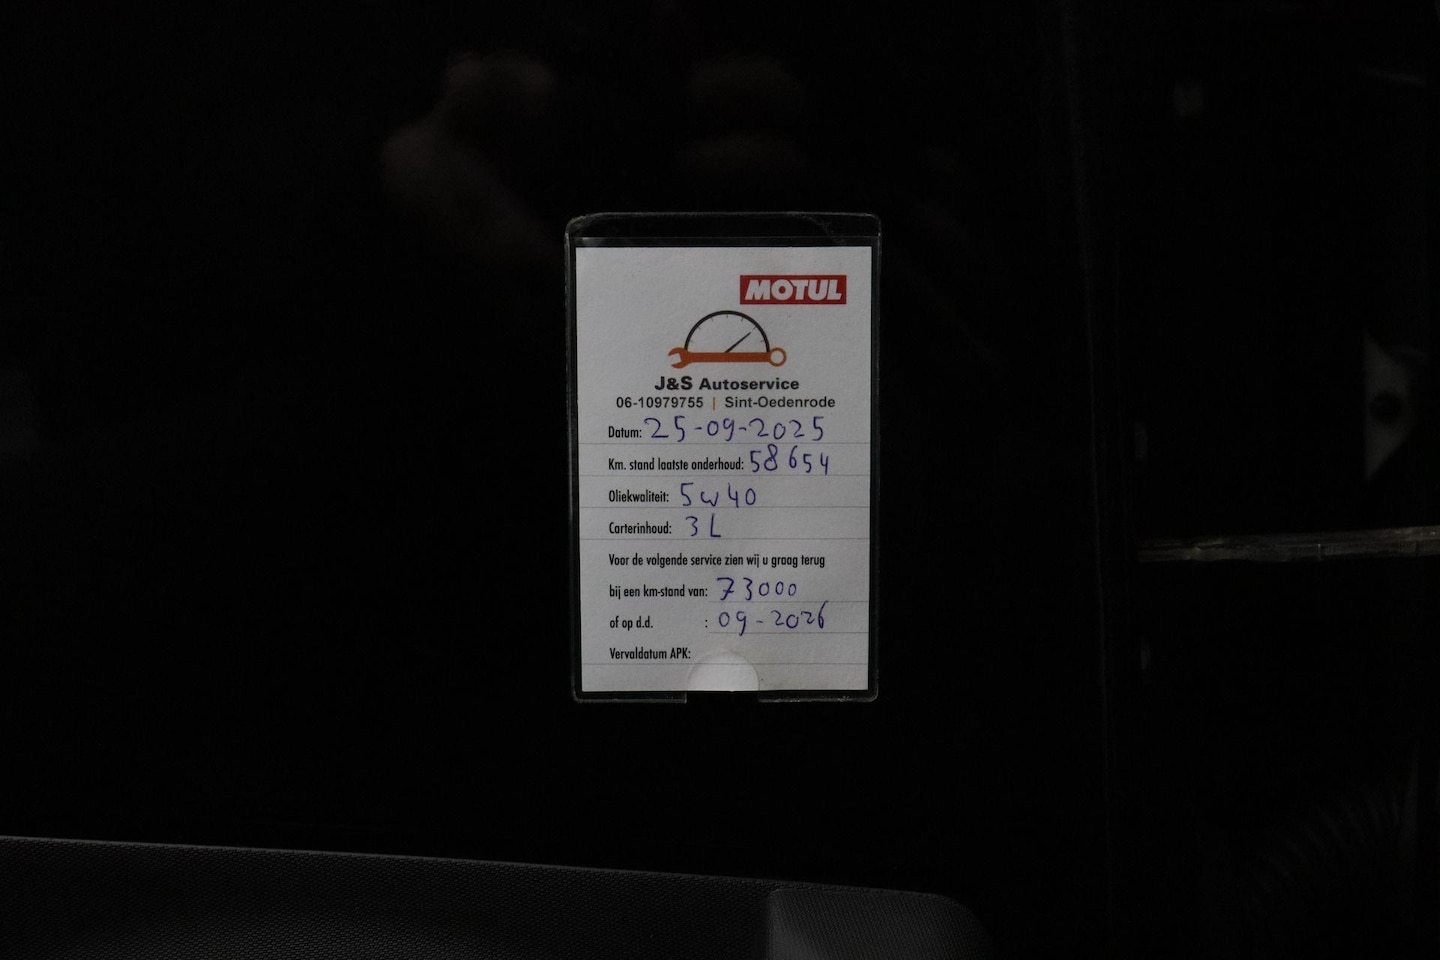 MOTUL
J&S Autoservice
06-10979755 | Sint-Oedenrode
Datum: 25-09-2025
Km. stand laatste onderhoud: 58654
Oliekwaliteit: 5w40
Carterinhoud: 3L
Voor de volgende service zien wij u graag terug
bij een km-stand van: 73000
of op d.d. : 09-2026
Vervaldatum APK: